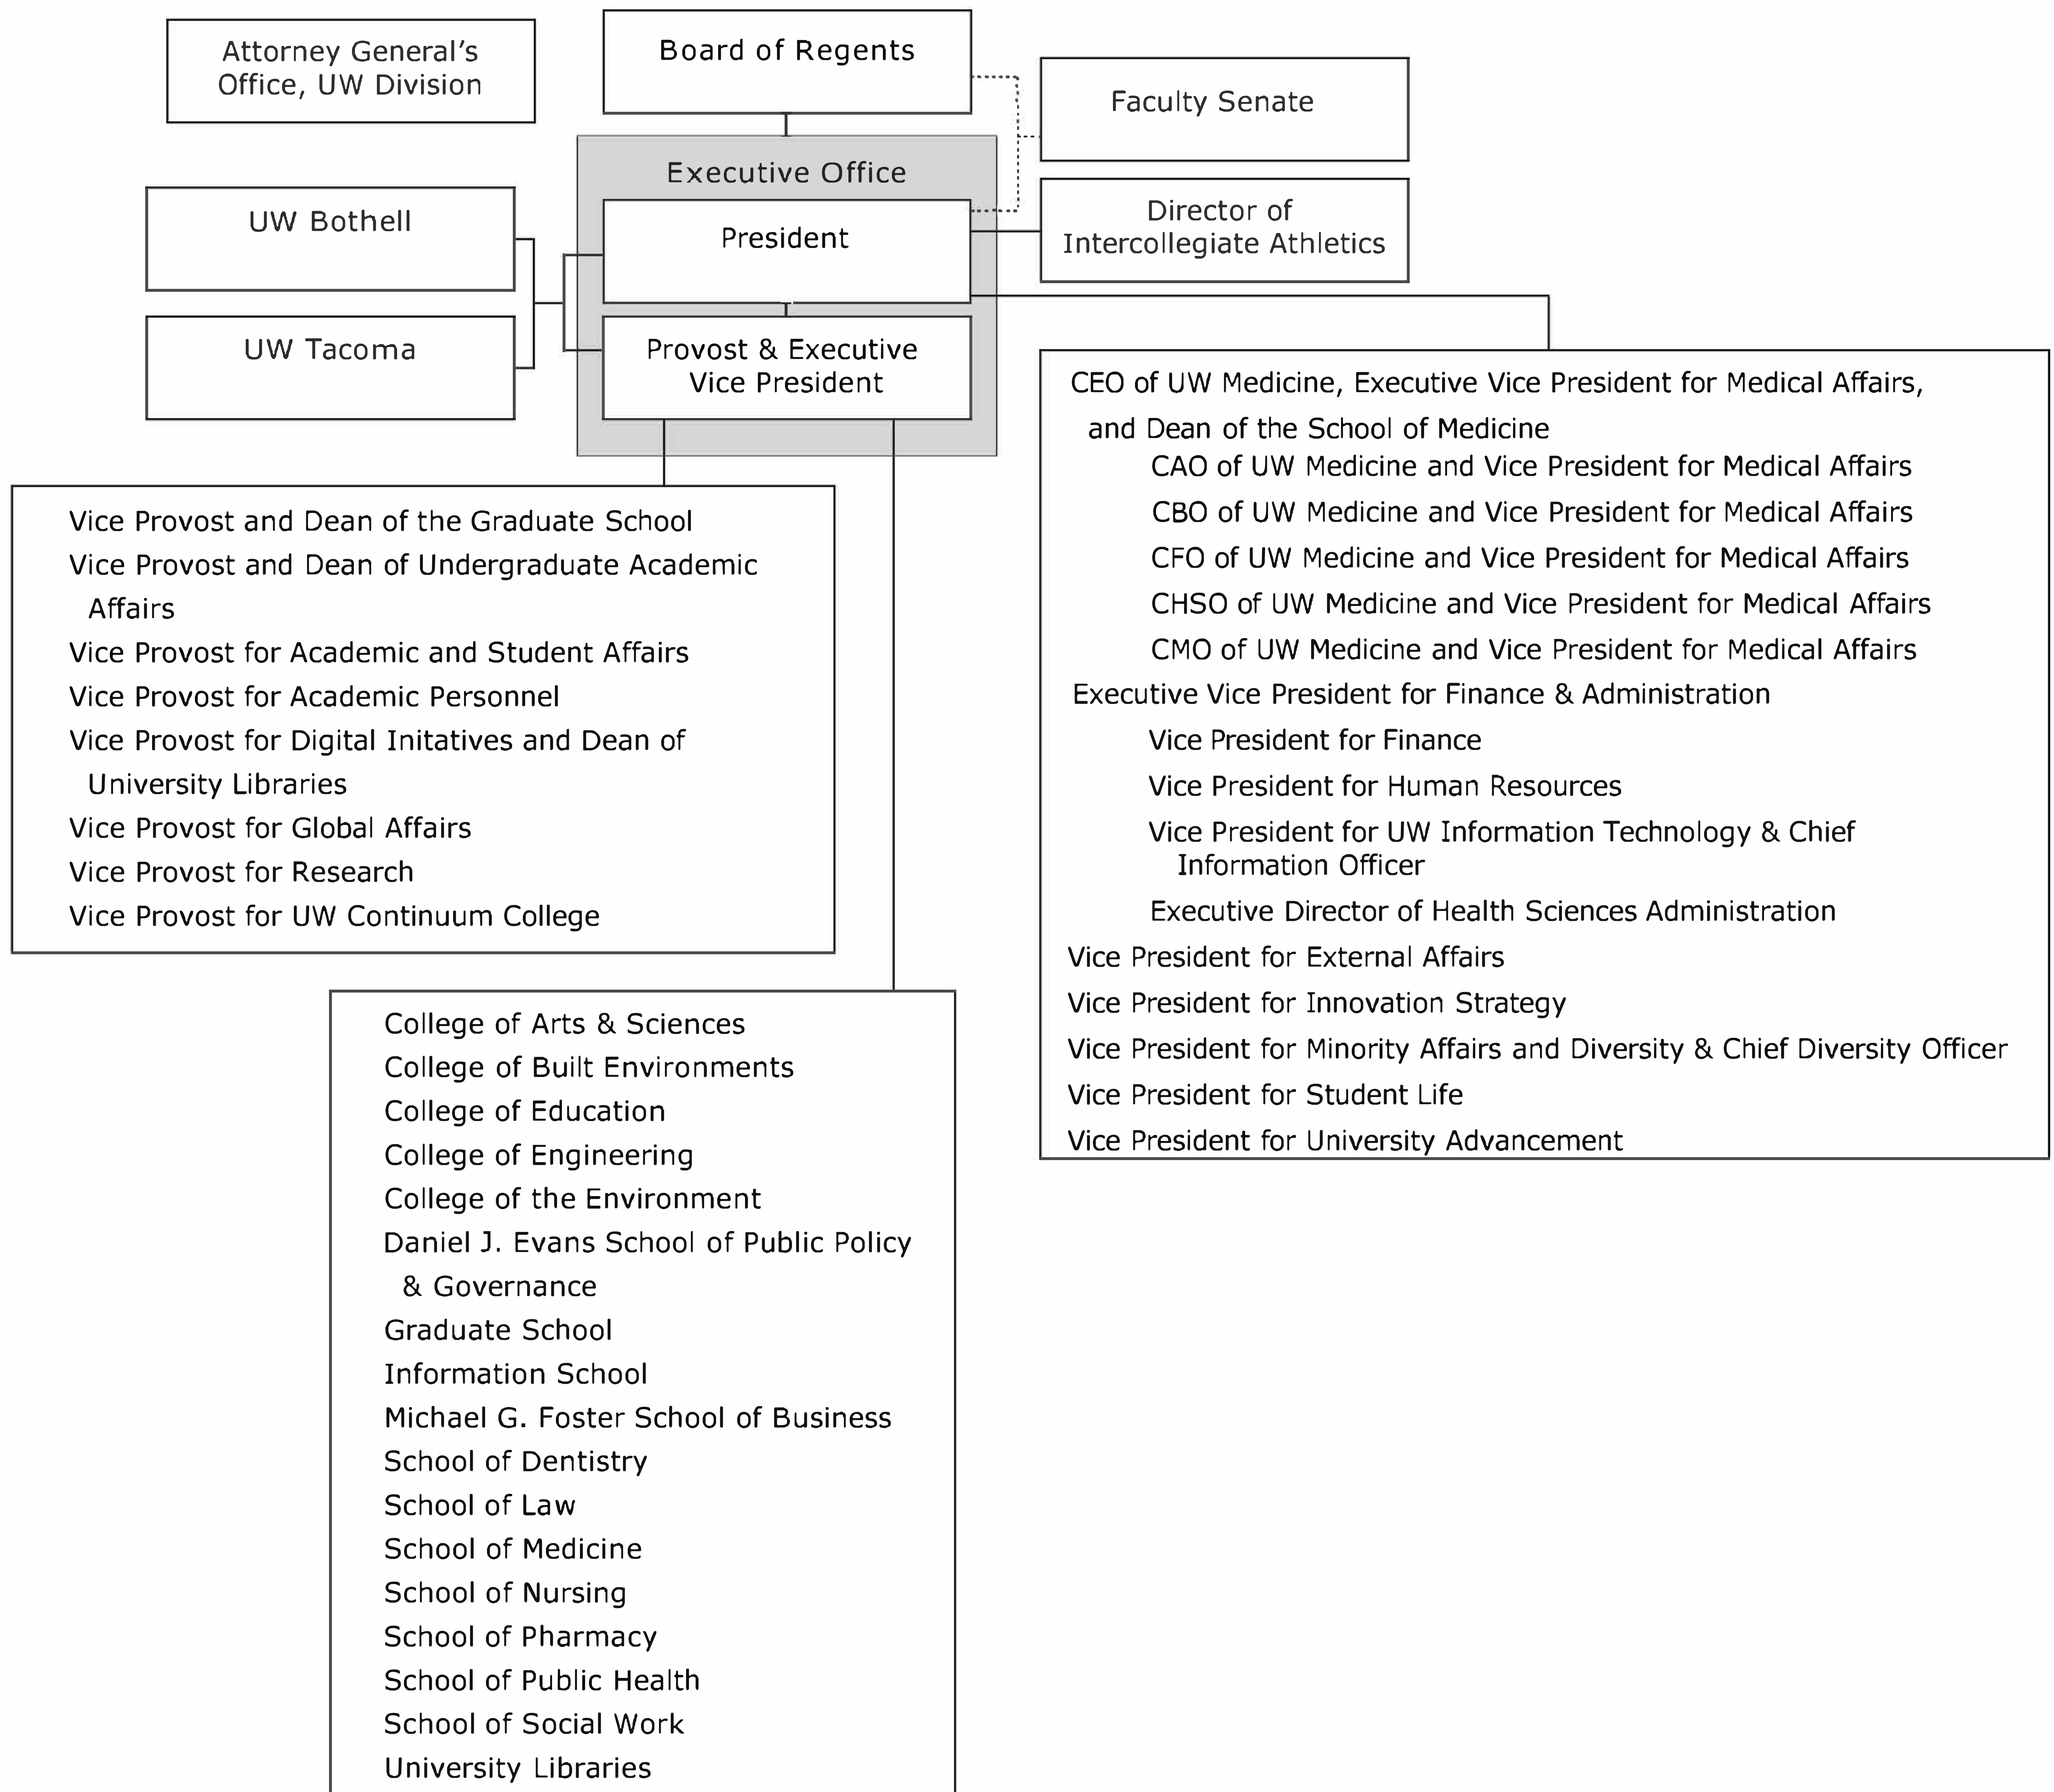 Attorney General's
Office, UW Division
Board of Regents
Faculty Senate
Executive Office
UW Bothell
President
Director of
Intercollegiate Athletics
UW Tacoma
Provost & Executive
Vice President
Vice Provost and Dean of the Graduate School
Vice Provost and Dean of Undergraduate Academic
Affairs
Vice Provost for Academic and Student Affairs
Vice Provost for Academic Personnel
Vice Provost for Digital Initatives and Dean of
University Libraries
Vice Provost for Global Affairs
Vice Provost for Research
Vice Provost for UW Continuum College
CEO of UW Medicine, Executive Vice President for Medical Affairs,
and Dean of the School of Medicine
CAO of UW Medicine and Vice President for Medical Affairs
CBO of UW Medicine and Vice President for Medical Affairs
CFO of UW Medicine and Vice President for Medical Affairs
CHSO of UW Medicine and Vice President for Medical Affairs
CMO of UW Medicine and Vice President for Medical Affairs
Executive Vice President for Finance & Administration
Vice President for Finance
Vice President for Human Resources
Vice President for UW Information Technology & Chief
Information Officer
Executive Director of Health Sciences Administration
Vice President for External Affairs
Vice President for Innovation Strategy
Vice President for Minority Affairs and Diversity & Chief Diversity Officer
Vice President for Student Life
Vice President for University Advancement
College of Arts & Sciences
College of Built Environments
College of Education
College of Engineering
College of the Environment
Daniel J. Evans School of Public Policy
& Governance
Graduate School
Information School
Michael G. Foster School of Business
School of Dentistry
School of Law
School of Medicine
School of Nursing
School of Pharmacy
School of Public Health
School of Social Work
University Libraries